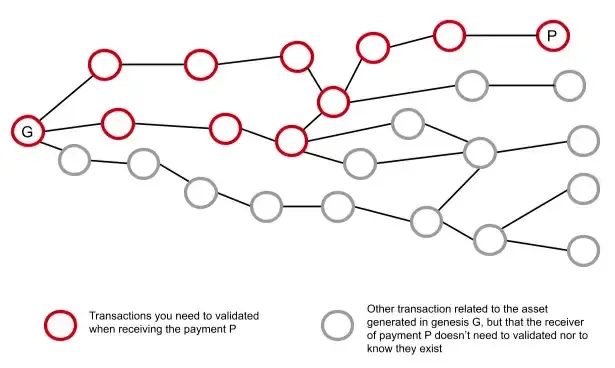 P
G
Transactions you need to validated
when receiving the payment P
Other transaction related to the asset
generated in genesis G, but that the receiver
of payment P doesn't need to validated nor to
know they exist